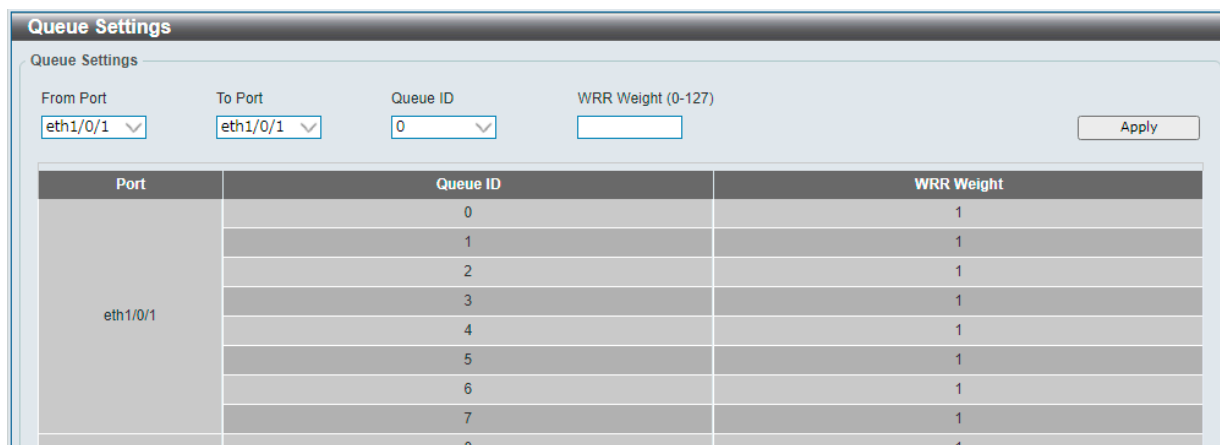 Queue Settings
Queue Settings
From Port To Port Queue ID WRR Weight (0-127)
eth1/0/1 eth1/0/1 0 Apply
Port Queue ID WRR Weight
0 1
1 1
2 1
3 1
eth1/0/1
4 1
5 1
6 1
7 1